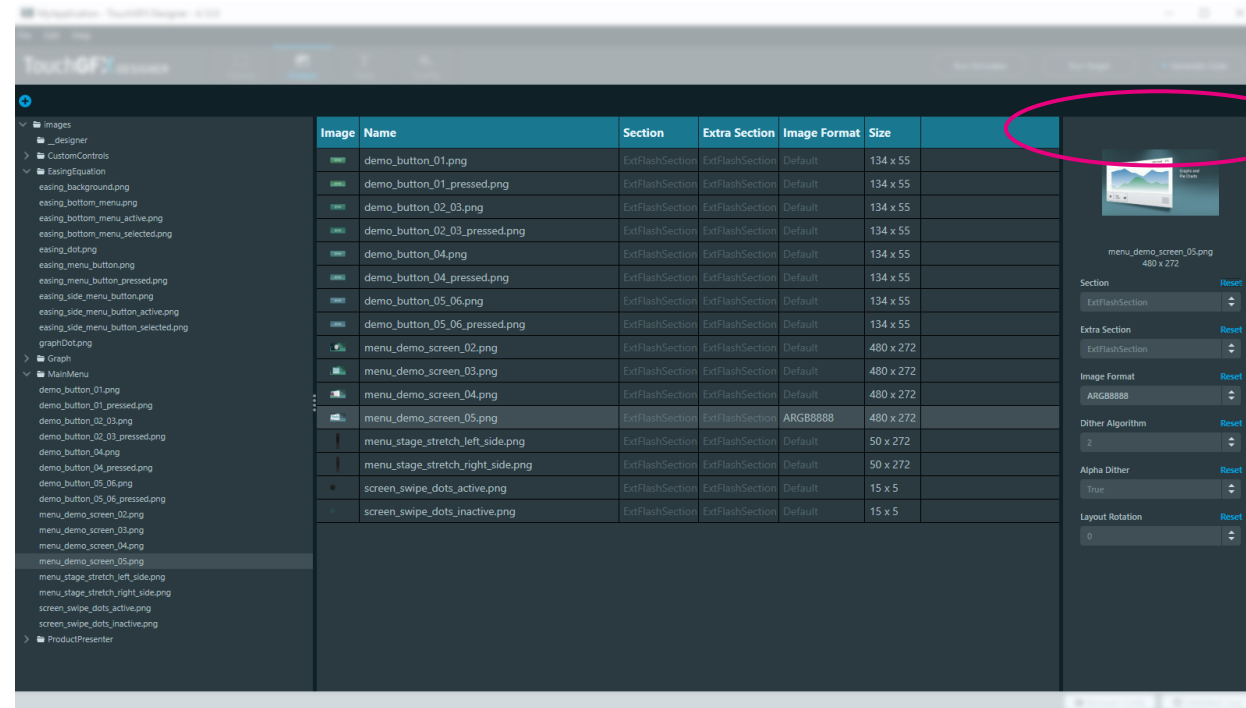 TouchGFX DESIGNER
images
__designer
CustomControls
EasingEquation
easing_background.png
easing_bottom_menu.png
easing_bottom_menu_active.png
easing_bottom_menu_selected.png
easing_dot.png
easing_menu_button.png
easing_menu_button_pressed.png
easing_side_menu_button.png
easing_side_menu_button_active.png
easing_side_menu_button_selected.png
graphDot.png
Graph
MainMenu
demo_button_01.png
demo_button_01_pressed.png
demo_button_02_03.png
demo_button_02_03_pressed.png
demo_button_04.png
demo_button_04_pressed.png
demo_button_05_06.png
demo_button_05_06_pressed.png
menu_demo_screen_02.png
menu_demo_screen_03.png
menu_demo_screen_04.png
menu_demo_screen_05.png
menu_stage_stretch_left_side.png
menu_stage_stretch_right_side.png
screen_swipe_dots_active.png
screen_swipe_dots_inactive.png
ProductPresenter
Image Name Section Extra Section Image Format Size
demo_button_01.png ExtFlashSection ExtFlashSection Default 134 x 55
demo_button_01_pressed.png ExtFlashSection ExtFlashSection Default 134 x 55
demo_button_02_03.png ExtFlashSection ExtFlashSection Default 134 x 55
demo_button_02_03_pressed.png ExtFlashSection ExtFlashSection Default 134 x 55
demo_button_04.png ExtFlashSection ExtFlashSection Default 134 x 55
demo_button_04_pressed.png ExtFlashSection ExtFlashSection Default 134 x 55
demo_button_05_06.png ExtFlashSection ExtFlashSection Default 134 x 55
demo_button_05_06_pressed.png ExtFlashSection ExtFlashSection Default 134 x 55
menu_demo_screen_02.png ExtFlashSection ExtFlashSection Default 480 x 272
menu_demo_screen_03.png ExtFlashSection ExtFlashSection Default 480 x 272
menu_demo_screen_04.png ExtFlashSection ExtFlashSection Default 480 x 272
menu_demo_screen_05.png ExtFlashSection ExtFlashSection ARGB8888 480 x 272
menu_stage_stretch_left_side.png ExtFlashSection ExtFlashSection Default 50 x 272
menu_stage_stretch_right_side.png ExtFlashSection ExtFlashSection Default 50 x 272
screen_swipe_dots_active.png ExtFlashSection ExtFlashSection Default 15 x 5
screen_swipe_dots_inactive.png ExtFlashSection ExtFlashSection Default 15 x 5
Graphs and
Pie Charts
menu_demo_screen_05.png
480 x 272
Section Reset
ExtFlashSection
Extra Section Reset
ExtFlashSection
Image Format Reset
ARGB8888
Dither Algorithm Reset
2
Alpha Dither Reset
True
Layout Rotation Reset
0